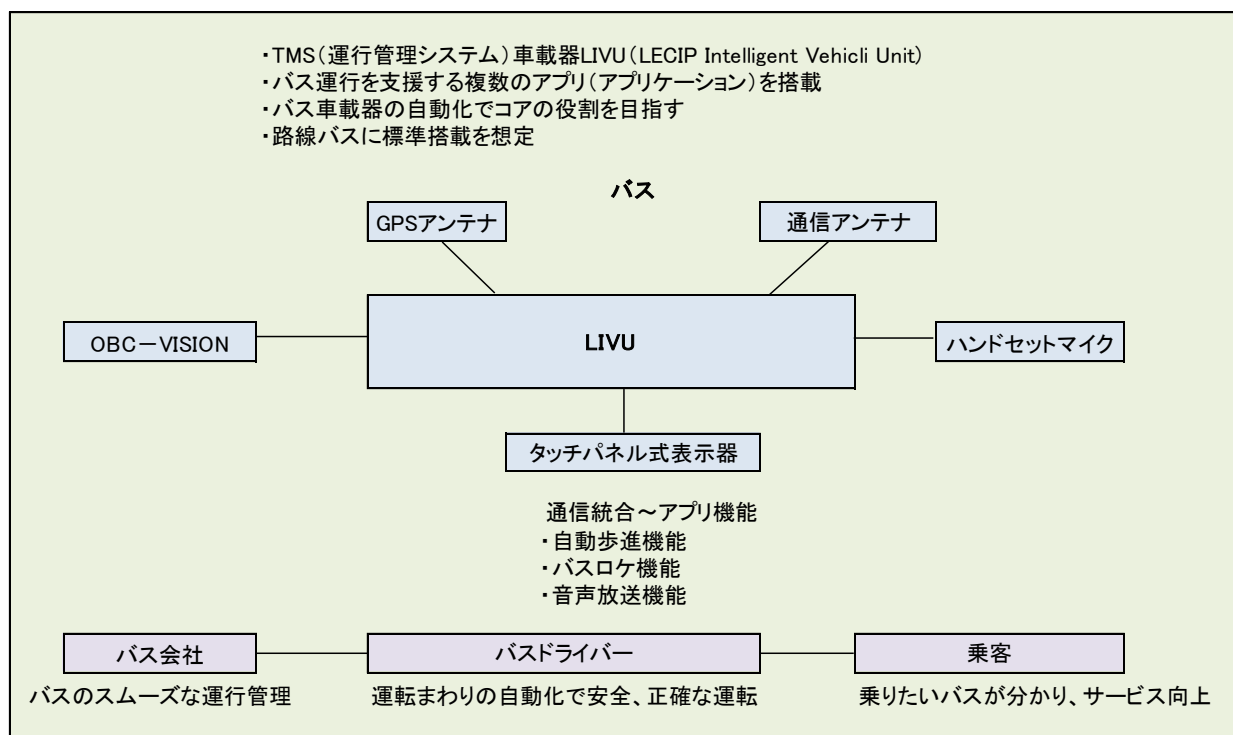 ・TMS(運行管理システム)車載器LIVU(LECIP Intelligent Vehicli Unit)
・バス運行を支援する複数のアプリ(アプリケーション)を搭載
・バス車載器の自動化でコアの役割を目指す
・路線バスに標準搭載を想定
バス
GPSアンテナ
通信アンテナ
OBC－VISION
LIVU
ハンドセットマイク
タッチパネル式表示器
通信統合～アプリ機能
・自動歩進機能
・バスロケ機能
・音声放送機能
バス会社
バスドライバー
乗客
バスのスムーズな運行管理
運転まわりの自動化で安全、正確な運転
乗りたいバスが分かり、サービス向上